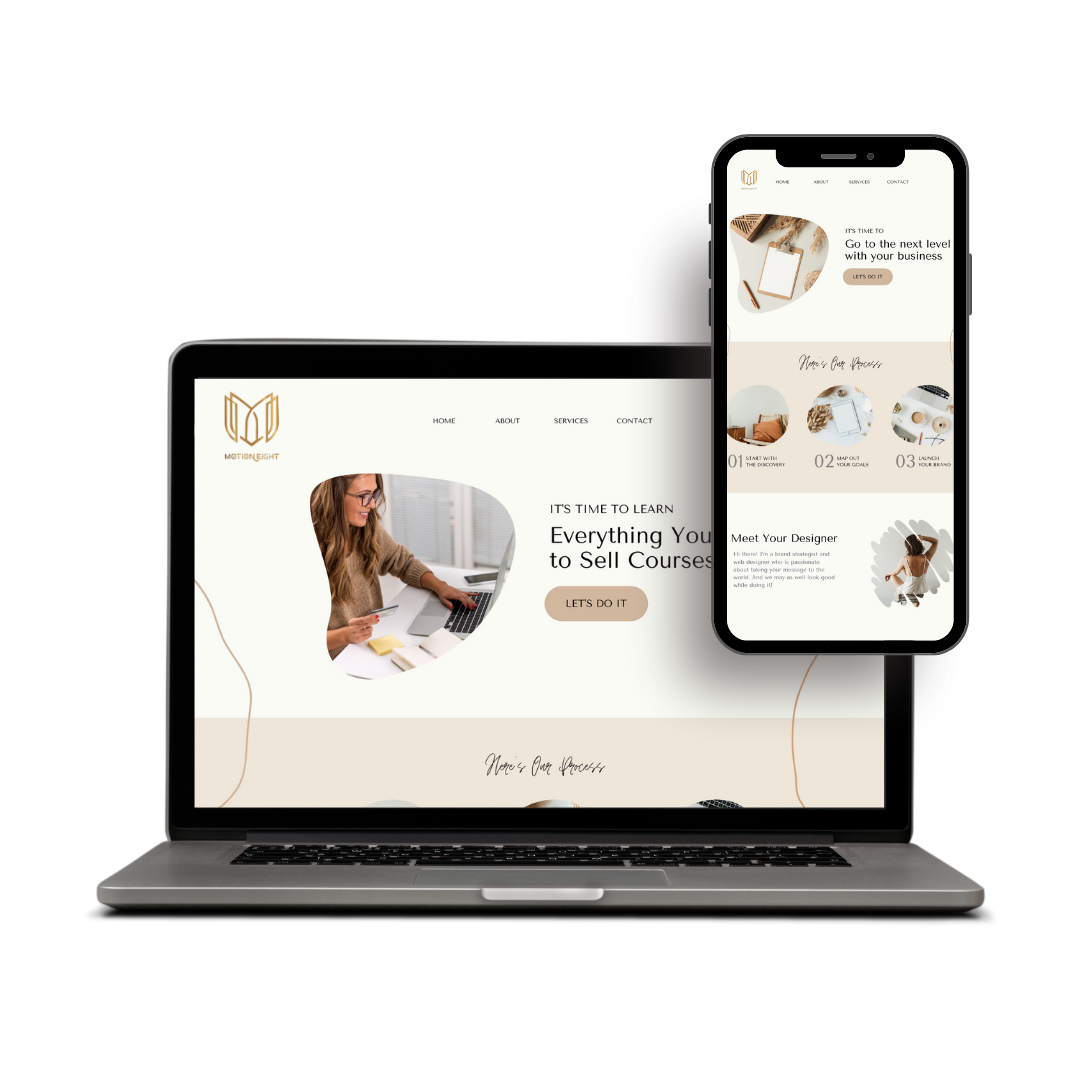 MOTION EIGHT
HOME ABOUT SERVICES CONTACT
IT'S TIME TO LEARN
Everything You
to Sell Courses
LET'S DO IT
Here's Our Process
HOME ABOUT SERVICES CONTACT
IT'S TIME TO
Go to the next level
with your business
LET'S DO IT
Here's Our Process
01 START WITH
THE DISCOVERY
02 MAP OUT
YOUR GOALS
03 LAUNCH
YOUR BRAND
Meet Your Designer
Hi there! I'm a brand strategist and
web designer who is passionate
about taking your message to the
world. And we may as well look good
while doing it!